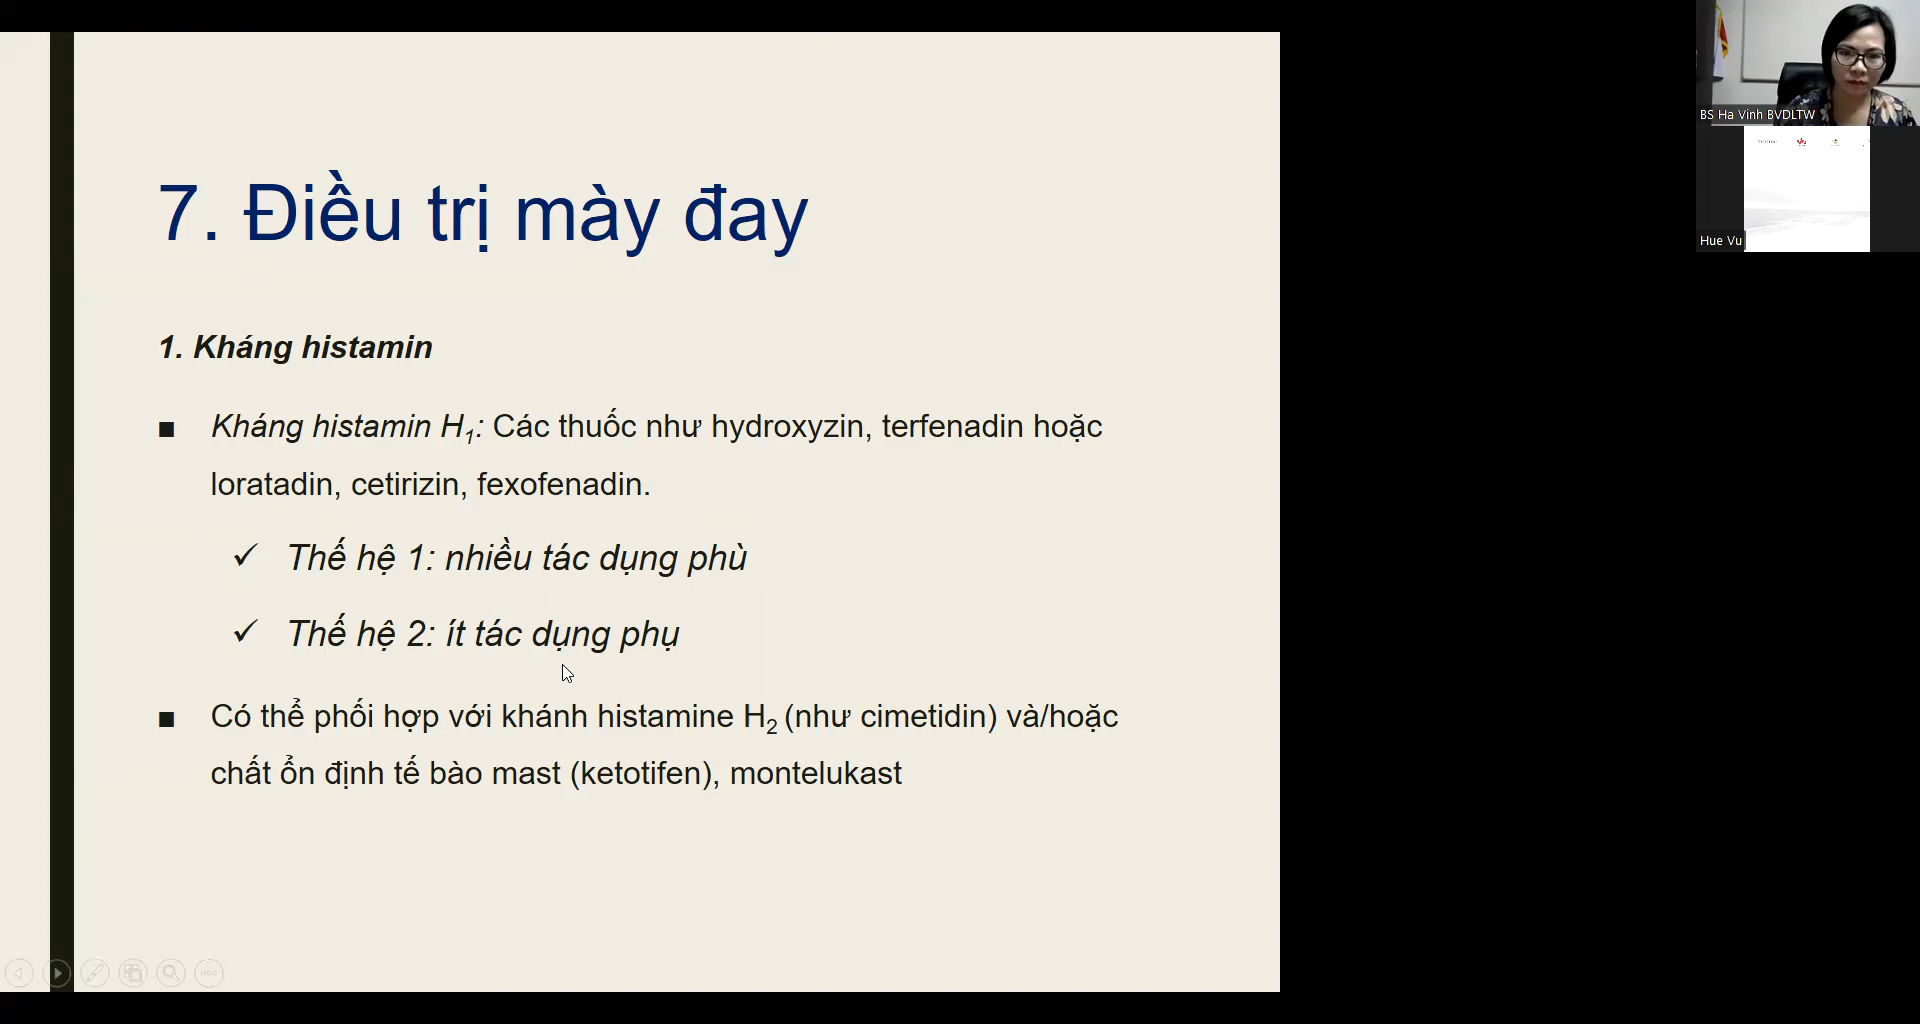 7. Điều trị mày đay
1. Kháng histamin
■ Kháng histamin H1: Các thuốc như hydroxyzin, terfenadin hoặc
loratadin, cetirizin, fexofenadin.
✓ Thế hệ 1: nhiều tác dụng phù
✓ Thế hệ 2: ít tác dụng phụ
■ Có thể phối hợp với khánh histamine H2 (như cimetidin) và/hoặc
chất ổn định tế bào mast (ketotifen), montelukast
BS Ha Vinh BVDLTW
Hue Vu